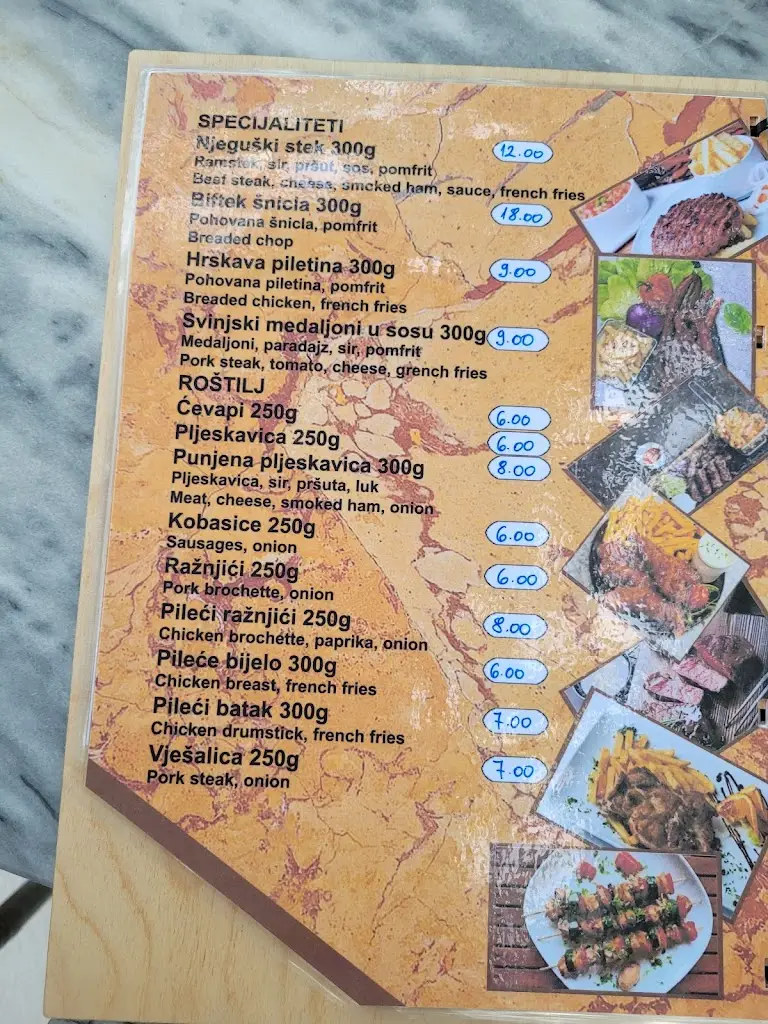 SPECIJALITETI
Njeguški stek 300g 12.00
Ramstek, sir, pršut, sos, pomfrit
Beef steak, cheese, smoked ham, sauce, french fries
Biftek šnicla 300g 18.00
Pohovana šnicla, pomfrit
Breaded chop
Hrskava piletina 300g 9.00
Pohovana piletina, pomfrit
Breaded chicken, french fries
Svinjski medaljoni u sosu 300g 9.00
Medaljoni, paradajz, sir, pomfrit
Pork steak, tomato, cheese, grench fries
ROŠTILJ
Ćevapi 250g 6.00
Pljeskavica 250g 6.00
Punjena pljeskavica 300g 8.00
Pljeskavica, sir, pršuta, luk
Meat, cheese, smoked ham, onion
Kobasice 250g 6.00
Sausages, onion
Ražnjići 250g 6.00
Pork brochette, onion
Pileći ražnjići 250g 8.00
Chicken brochette, paprika, onion
Pileće bijelo 300g 6.00
Chicken breast, french fries
Pileći batak 300g 7.00
Chicken drumstick, french fries
Vješalica 250g 7.00
Pork steak, onion